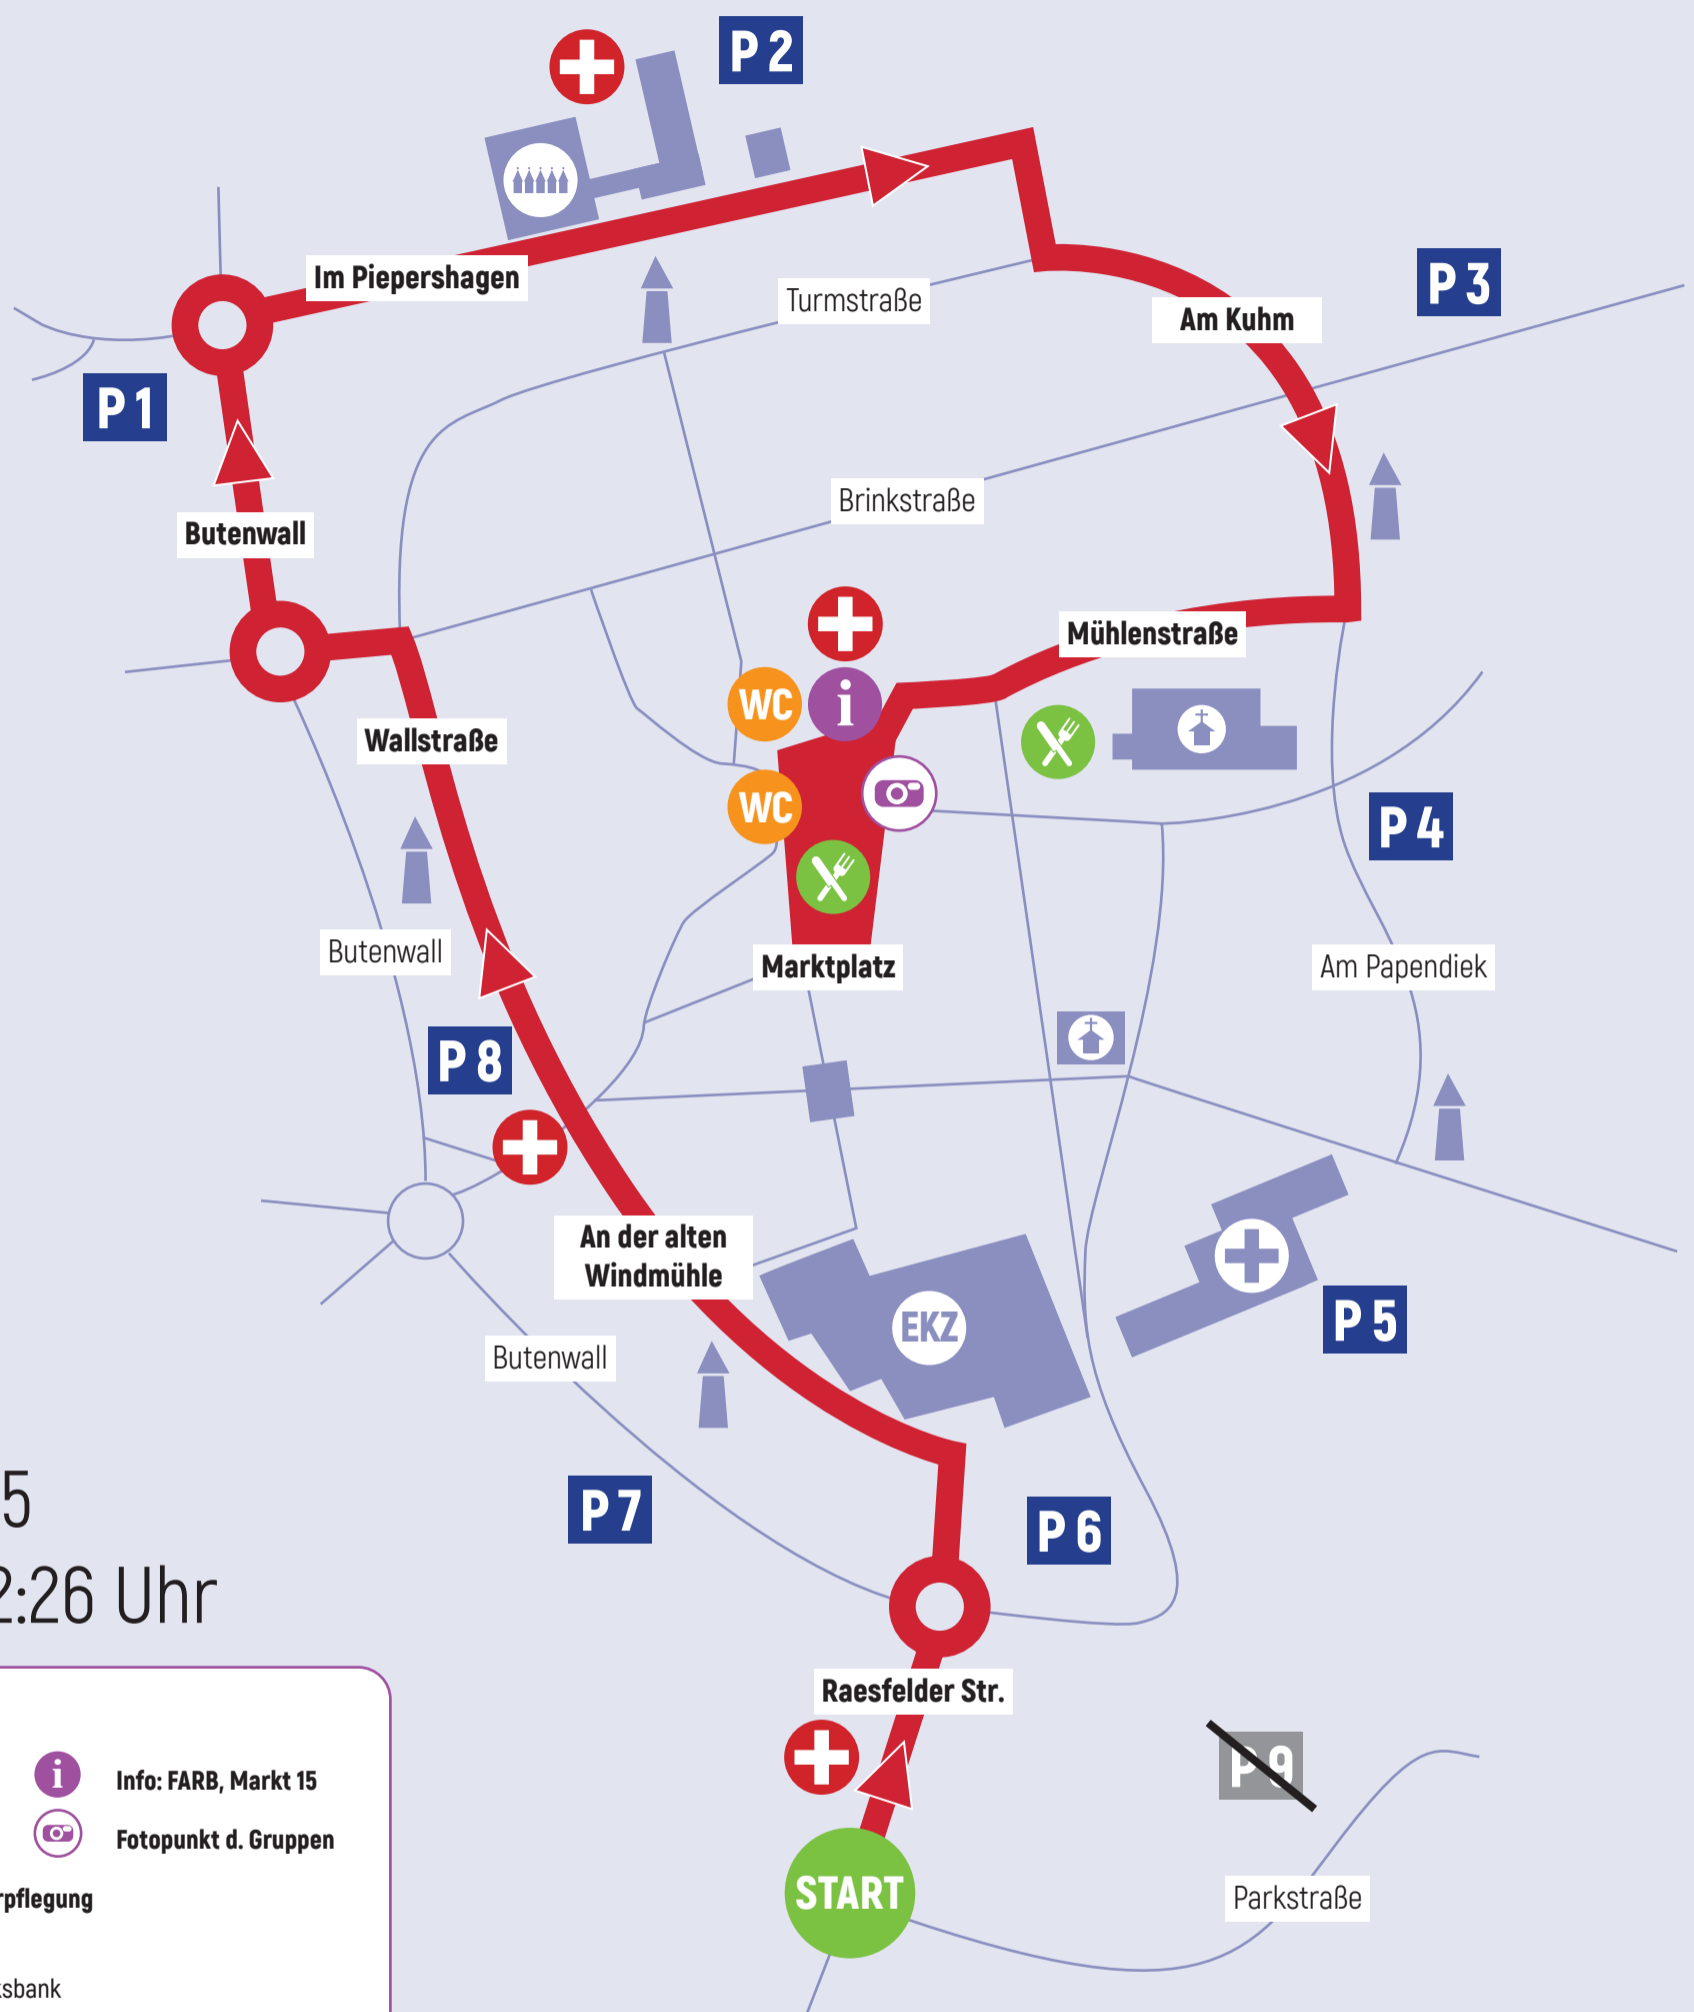 P 2
Im Piepershagen
Turmstraße
Am Kuhm
P 3
P 1
Brinkstraße
Butenwall
Mühlenstraße
WC
i
Wallstraße
WC
P 4
Butenwall
Marktplatz
Am Papendiek
P 8
An der alten
Windmühle
EKZ
P 5
Butenwall
P 7
P 6
5
2:26 Uhr
Raesfelder Str.
P 9
START
Parkstraße
i Info: FARB, Markt 15
Fotopunkt d. Gruppen
rpflegung
sbank